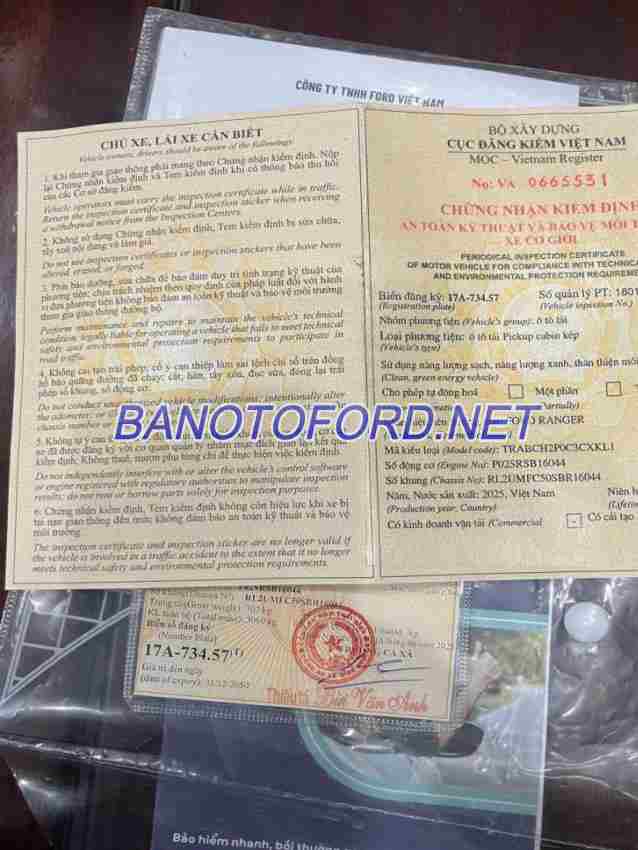 CÔNG TY TNHH FORD VIỆT NAM
CHỦ XE, LÁI XE CẦN BIẾT
Vehicle owners, drivers should be aware of the followings:
1. Khi tham gia giao thông phải mang theo Chứng nhận kiểm định. Nộp
lại Chứng nhận kiểm định và Tem kiểm định khi có thông báo thu hồi
của các Cơ sở đăng kiểm.
Vehicle operators must carry the inspection certificate while in traffic.
Return the inspection certificate and inspection sticker when receiving
a withdrawal notice from the Inspection Centers.
2. Không sử dụng Chứng nhận kiểm định, Tem kiểm định bị sửa chữa,
tẩy xoá nội dung và làm giả.
Do not use inspection certificates or inspection stickers that have been
altered, erased, or forged.
3. Phải bảo dưỡng, sửa chữa để bảo đảm duy trì tình trạng kỹ thuật của
phương tiện; chịu trách nhiệm theo quy định của pháp luật đối với hành
vi đưa phương tiện không bảo đảm an toàn kỹ thuật và bảo vệ môi trường
tham gia giao thông đường bộ.
Perform maintenance and repairs to maintain the vehicle's technical
condition; legally liable for operating a vehicle that fails to meet technical
safety and environmental protection requirements to participate in
road traffic.
4. Không cải tạo trái phép; cố ý can thiệp làm sai lệch chỉ số trên đồng
hồ báo quãng đường đã chạy; cắt, hàn, tẩy xóa, đục sửa, đóng lại trái
phép số khung, số động cơ.
Do not conduct vehicle modifications; intentionally alter
the odometer; or
chassis number or
5. Không tự ý can
xe đã được đăng ký với cơ quan quản lý nhằm mục đích gian lận kết quả
kiểm định; Không thuê, mượn phụ tùng chỉ để thực hiện việc kiểm định.
Do not independently interfere with or alter the vehicle's control software
or engine registered with regulatory authorities to manipulate inspection
results; do not rent or borrow parts solely for inspection purposes.
6. Chứng nhận kiểm định, Tem kiểm định không còn hiệu lực khi xe bị
tai nạn giao thông đến mức không đảm bảo an toàn kỹ thuật và bảo vệ
môi trường.
The inspection certificate and inspection sticker are no longer valid if
the vehicle is involved in a traffic accident to the extent that it no longer
meets technical safety and environmental protection requirements.
BỘ XÂY DỰNG
CỤC ĐĂNG KIỂM VIỆT NAM
MOC – Vietnam Register
No: VA 0665531
CHỨNG NHẬN KIỂM ĐỊNH
AN TOÀN KỸ THUẬT VÀ BẢO VỆ MÔI
XE CƠ GIỚI
PERIODICAL INSPECTION CERTIFICATE
OF MOTOR VEHICLE FOR COMPLIANCE WITH TECHNICA
AND ENVIRONMENTAL PROTECTION REQUIREME
Biển đăng ký: 17A-734.57 Số quản lý PT: 1801
(Registration plate) (Vehicle inspection No.)
Nhóm phương tiện (Vehicle's group): ô tô tải
Loại phương tiện: ô tô tải Pickup cabin kép
(Vehicle's type)
Sử dụng năng lượng sạch, năng lượng xanh, thân thiện môi
(Clean, green energy vehicle)
Cho phép tự động hoá Một phần
FORD RANGER
Mã kiểu loại (Model code): TRABCH2P0C3CXKL1
Số động cơ (Engine No): P02SRSB16044
Số khung (Chassis No): RL2UMFC50SBR16044
Năm, Nước sản xuất: 2025, Việt Nam Niên h
(Production year, Country) (Lifetim
Có kinh doanh vận tải (Commercial - Có cải tạo
BANOTOFORD.NET
Biển số đăng ký
(Number Plate)
17A-734.57
Giá trị đến ngày
(date of expiry)
Bảo hiểm nhanh, bồi thường